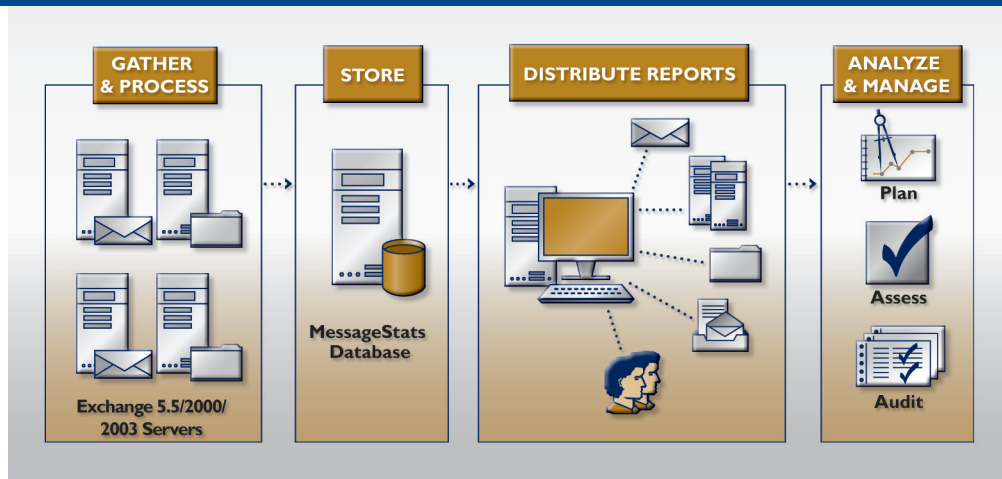 GATHER
& PROCESS
STORE
DISTRIBUTE REPORTS
ANALYZE
& MANAGE
Plan
Assess
Audit
MessageStats
Database
Exchange 5.5/2000/
2003 Servers